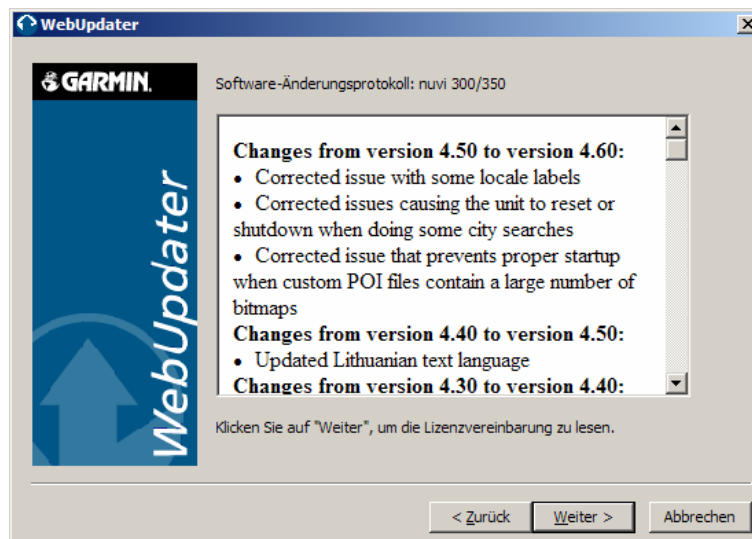 WebUpdater
GARMIN.
WebUpdater
Software-Änderungsprotokoll: nuvi 300/350
Changes from version 4.50 to version 4.60:
• Corrected issue with some locale labels
• Corrected issues causing the unit to reset or
shutdown when doing some city searches
• Corrected issue that prevents proper startup
when custom POI files contain a large number of
bitmaps
Changes from version 4.40 to version 4.50:
• Updated Lithuanian text language
Changes from version 4.30 to version 4.40:
Klicken Sie auf "Weiter", um die Lizenzvereinbarung zu lesen.
< Zurück Weiter > Abbrechen